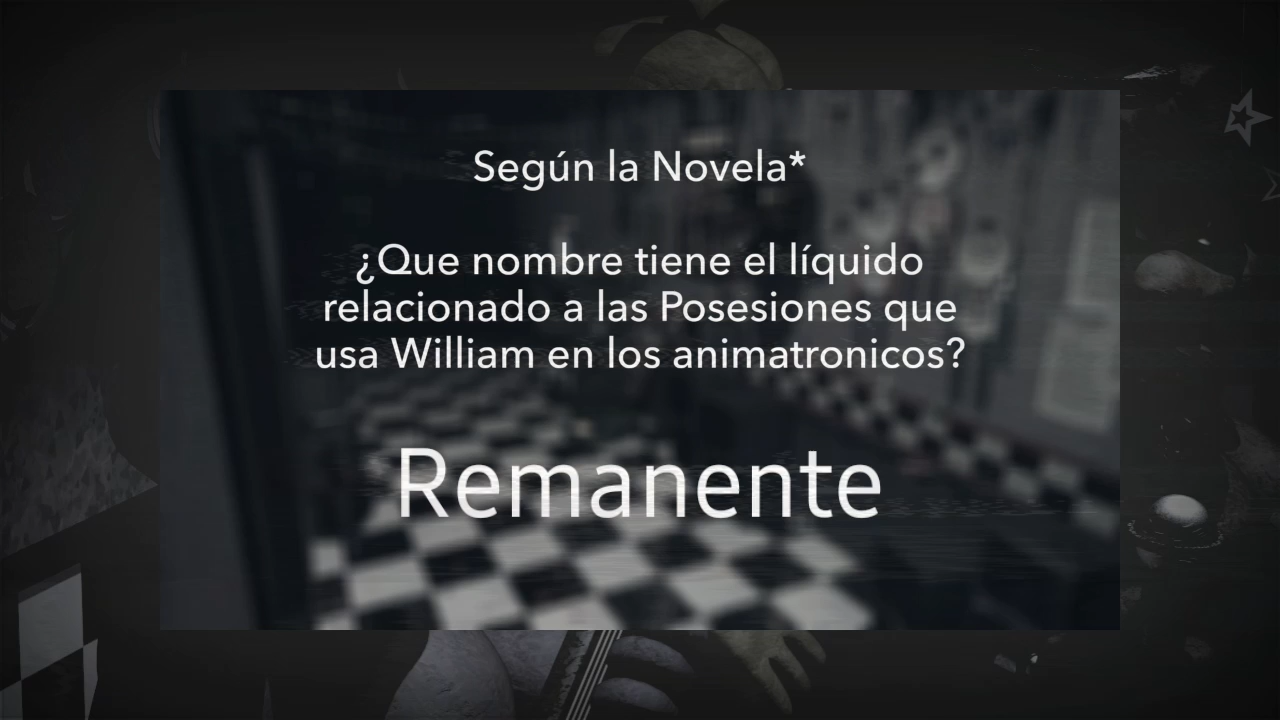 Según la Novela*
¿Que nombre tiene el líquido
relacionado a las Posesiones que
usa William en los animatronicos?
Remanente